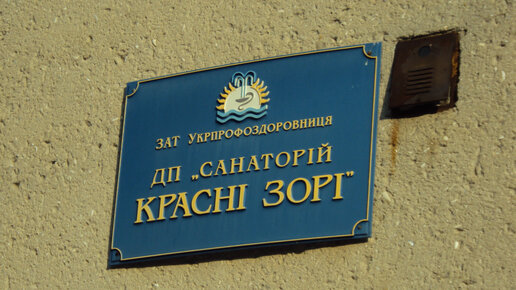 ЗАТ УКРПРОФОЗДОРОВНИЦЯ
ДП „САНАТОРІЙ
КРАСНІ ЗОРІ"